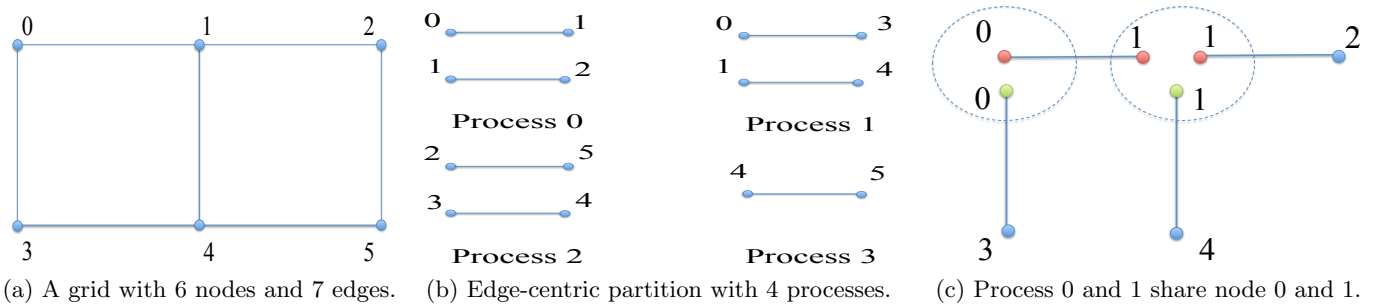 0 1 2
3 4 5
(a) A grid with 6 nodes and 7 edges.
0 1
1 2
Process 0
0 3
1 4
Process 1
2 5
3 4
Process 2
4 5
Process 3
(b) Edge-centric partition with 4 processes.
0 1 1 2
0 1
3 4
(c) Process 0 and 1 share node 0 and 1.